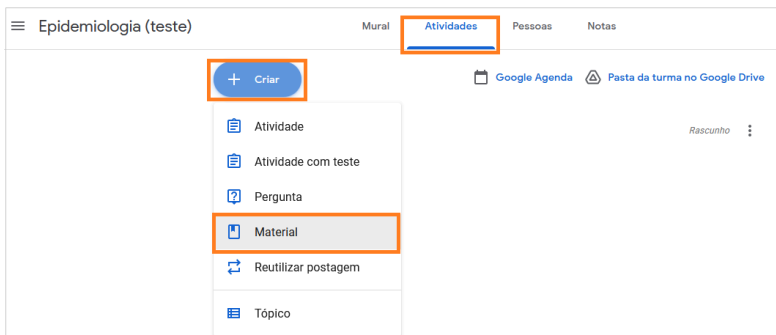 Epidemiologia (teste)
Mural
Atividades
Pessoas
Notas
Criar
Google Agenda
Pasta da turma no Google Drive
Atividade
Rascunho
Atividade com teste
Pergunta
Material
Reutilizar postagem
Tópico